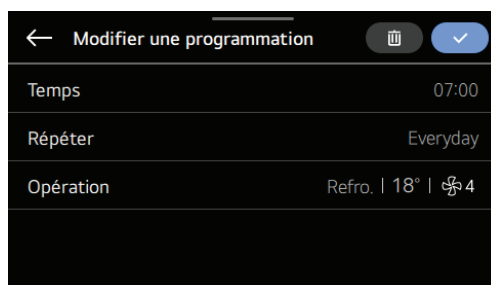 Modifier une programmation
Temps 07:00
Répéter Everyday
Opération Refro. | 18° | 4